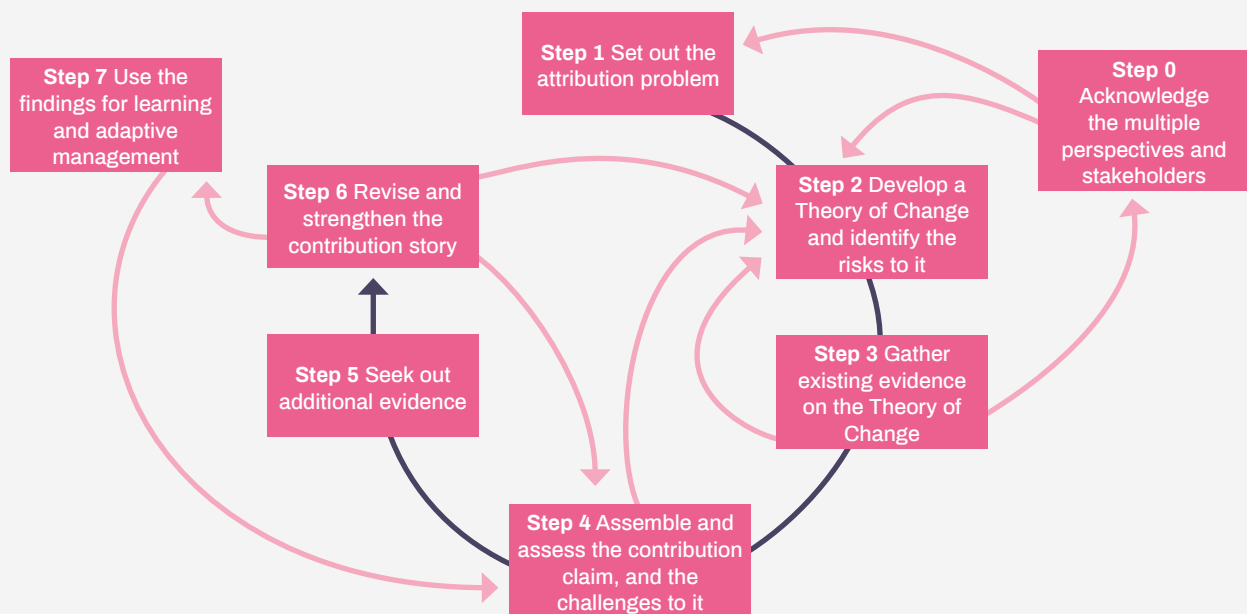 Step 0
Acknowledge
the multiple
perspectives and
stakeholders
Step 1 Set out the
attribution problem
Step 2 Develop a
Theory of Change
and identify the
risks to it
Step 3 Gather
existing evidence
on the Theory of
Change
Step 4 Assemble and
assess the contribution
claim, and the
challenges to it
Step 5 Seek out
additional evidence
Step 6 Revise and
strengthen the
contribution story
Step 7 Use the
findings for learning
and adaptive
management